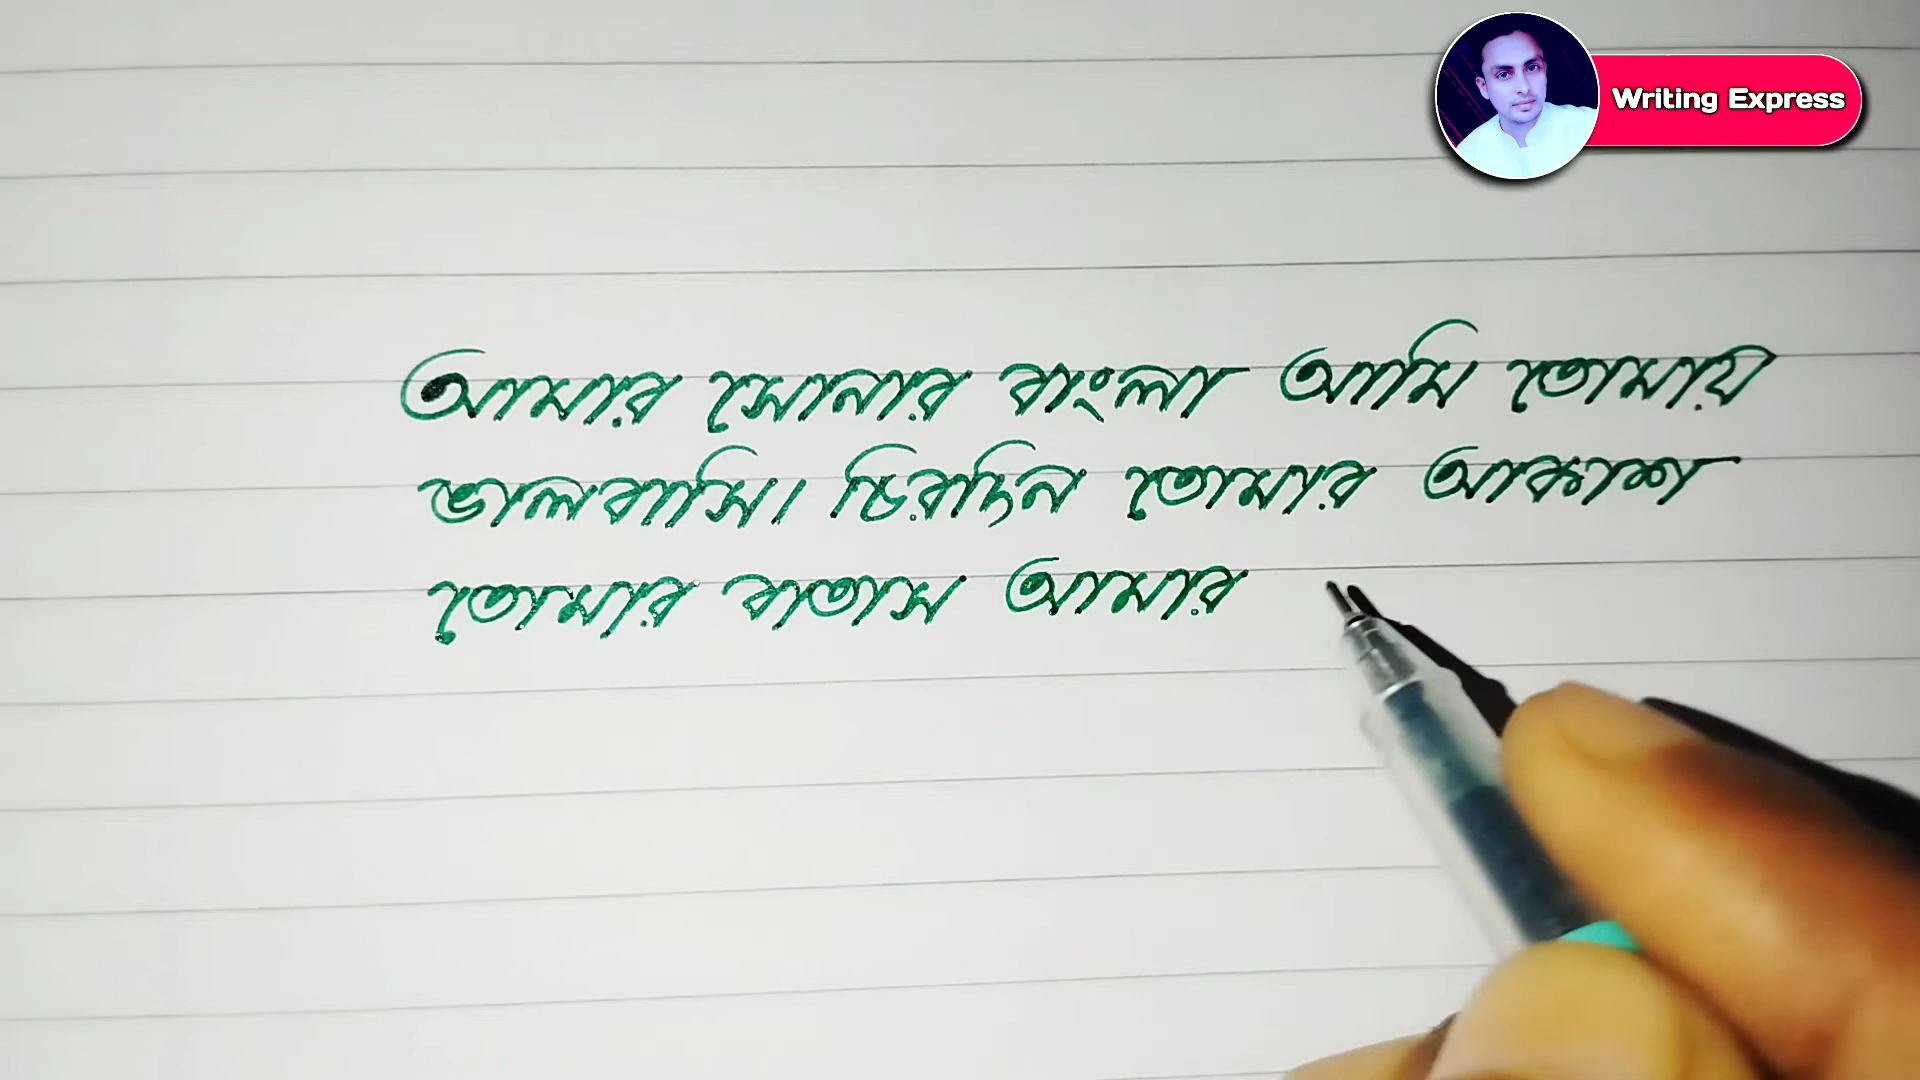 Writing Express
আমার সোনার বাংলা আমি তোমায়
ভালবাসি। চিরদিন তোমার আকাশ
তোমার বাতাস আমার